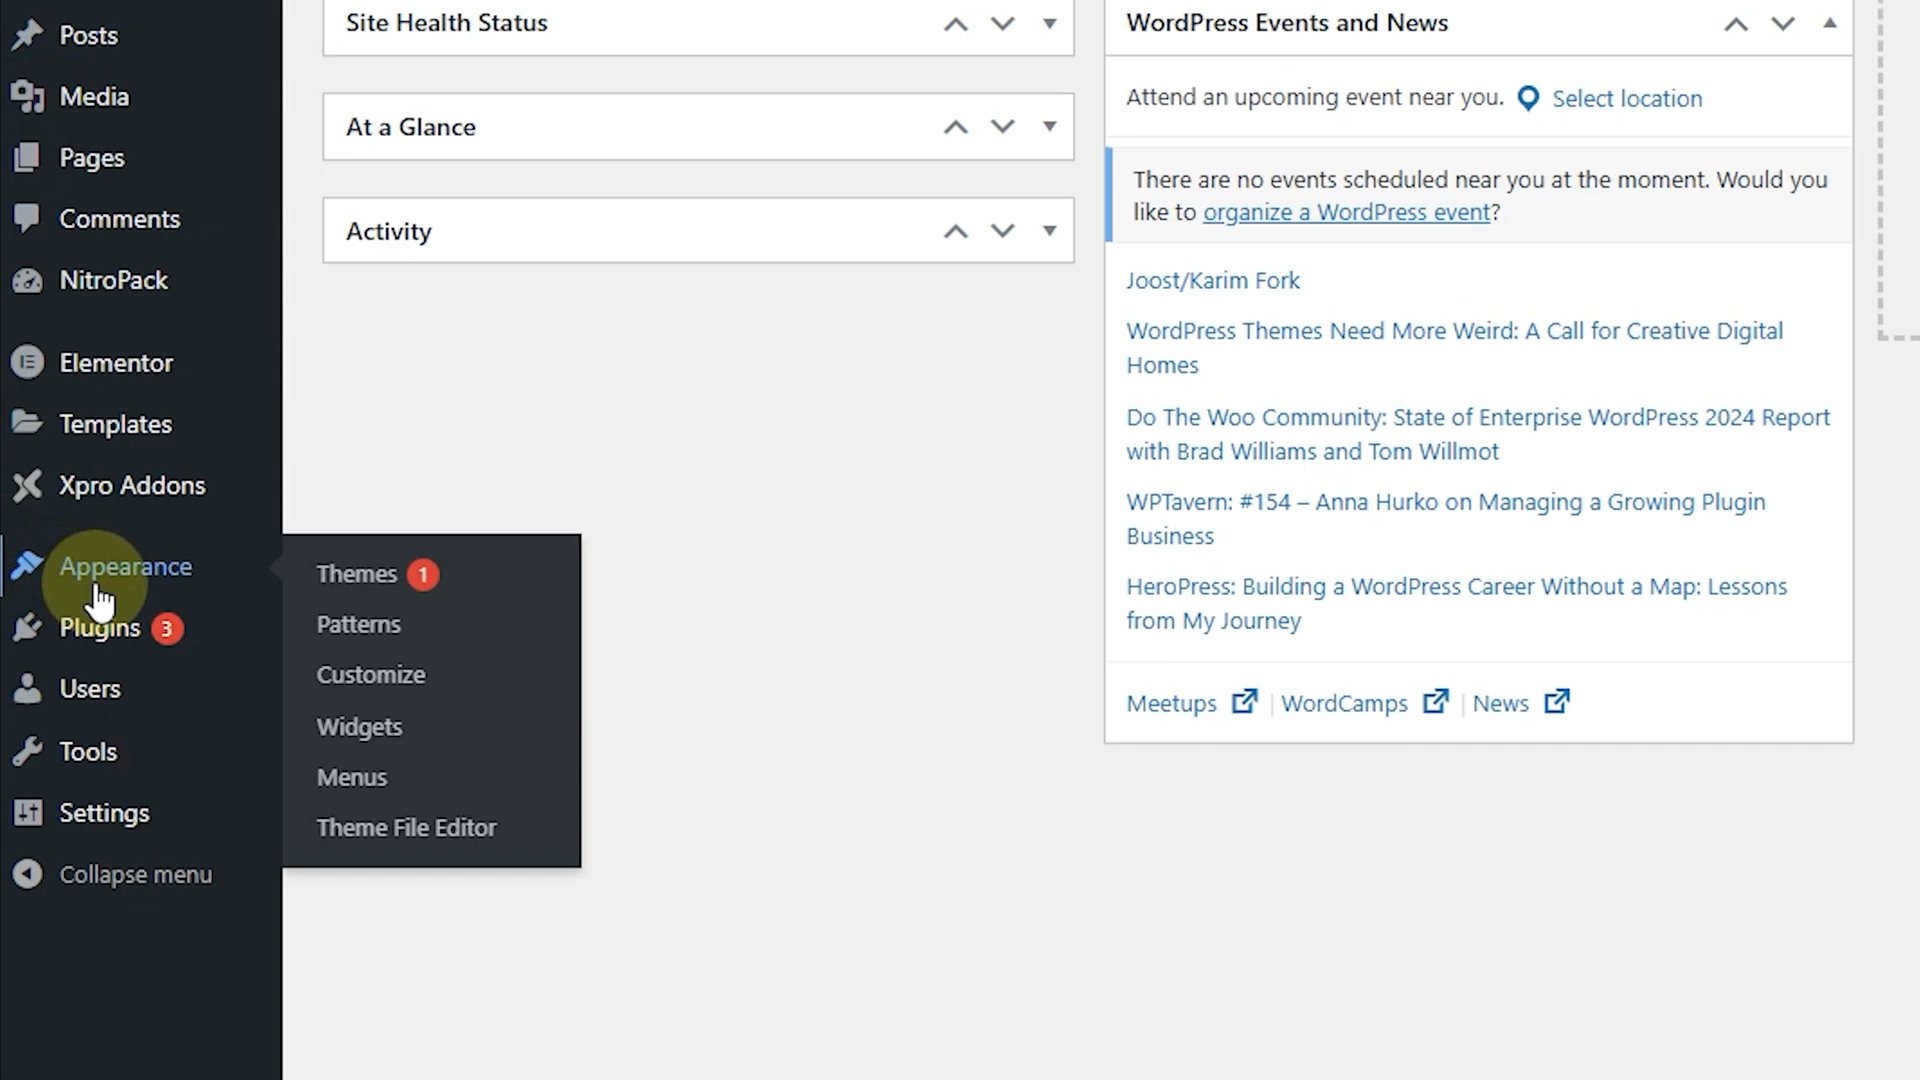 Posts
Media
Pages
Comments
NitroPack
Elementor
Templates
Xpro Addons
Appearance
Plugins 3
Users
Tools
Settings
Collapse menu
Themes 1
Patterns
Customize
Widgets
Menus
Theme File Editor
Site Health Status
At a Glance
Activity
WordPress Events and News
Attend an upcoming event near you. Select location
There are no events scheduled near you at the moment. Would you
like to organize a WordPress event?
Joost/Karim Fork
WordPress Themes Need More Weird: A Call for Creative Digital
Homes
Do The Woo Community: State of Enterprise WordPress 2024 Report
with Brad Williams and Tom Willmot
WPTavern: #154 – Anna Hurko on Managing a Growing Plugin
Business
HeroPress: Building a WordPress Career Without a Map: Lessons
from My Journey
Meetups | WordCamps | News